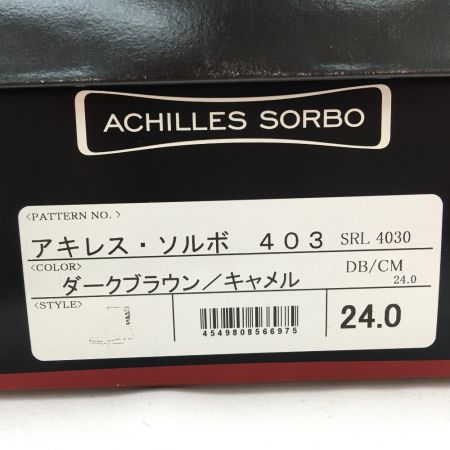 ACHILLES SORBO
<PATTERN NO.>
アキレス・ソルボ 403 SRL 4030
<COLOR> DB/CM
ダークブラウン／キャメル 24.0
<STYLE>
4549808566975
24.0